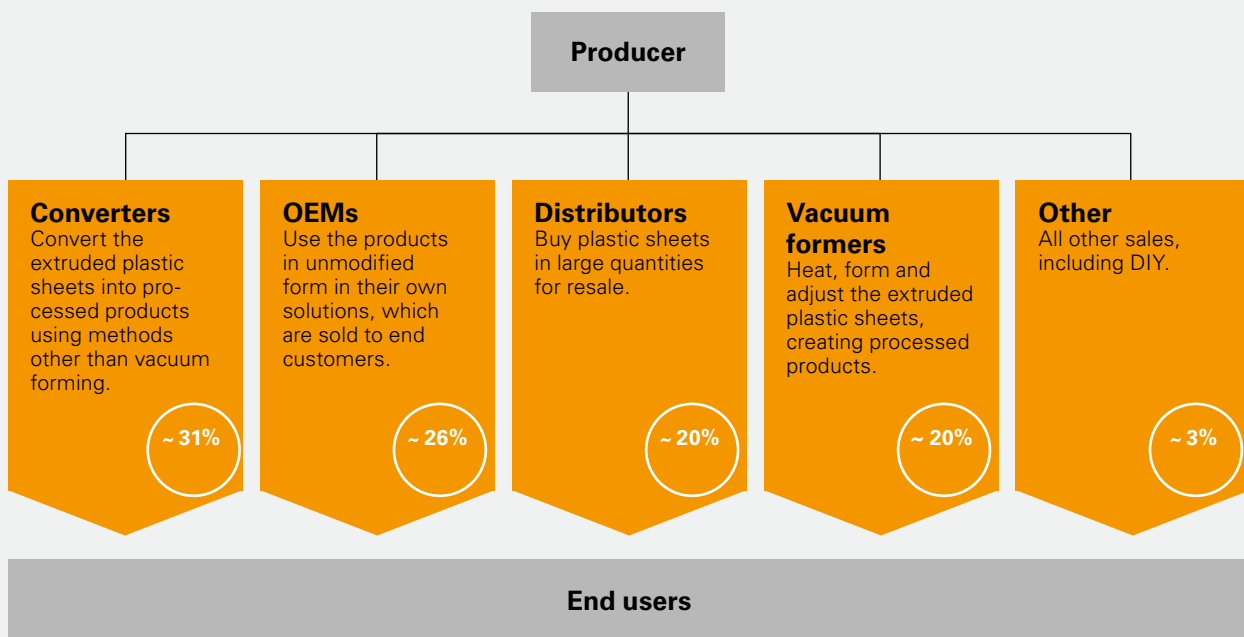 Producer
Converters
Convert the
extruded plastic
sheets into pro-
cessed products
using methods
other than vacuum
forming.
~ 31%
OEMs
Use the products
in unmodified
form in their own
solutions, which
are sold to end
customers.
~ 26%
Distributors
Buy plastic sheets
in large quantities
for resale.
~ 20%
Vacuum
formers
Heat, form and
adjust the extruded
plastic sheets,
creating processed
products.
~ 20%
Other
All other sales,
including DIY.
~ 3%
End users